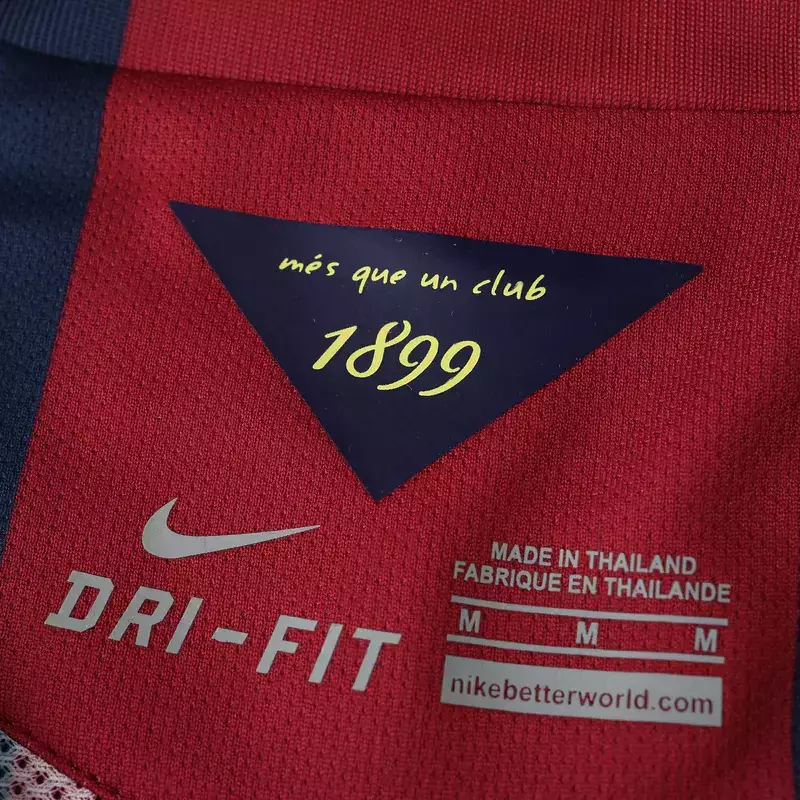 més que un club
1899
DRI-FIT
MADE IN THAILAND
FABRIQUE EN THAILANDE
M M M
nikebetterworld.com